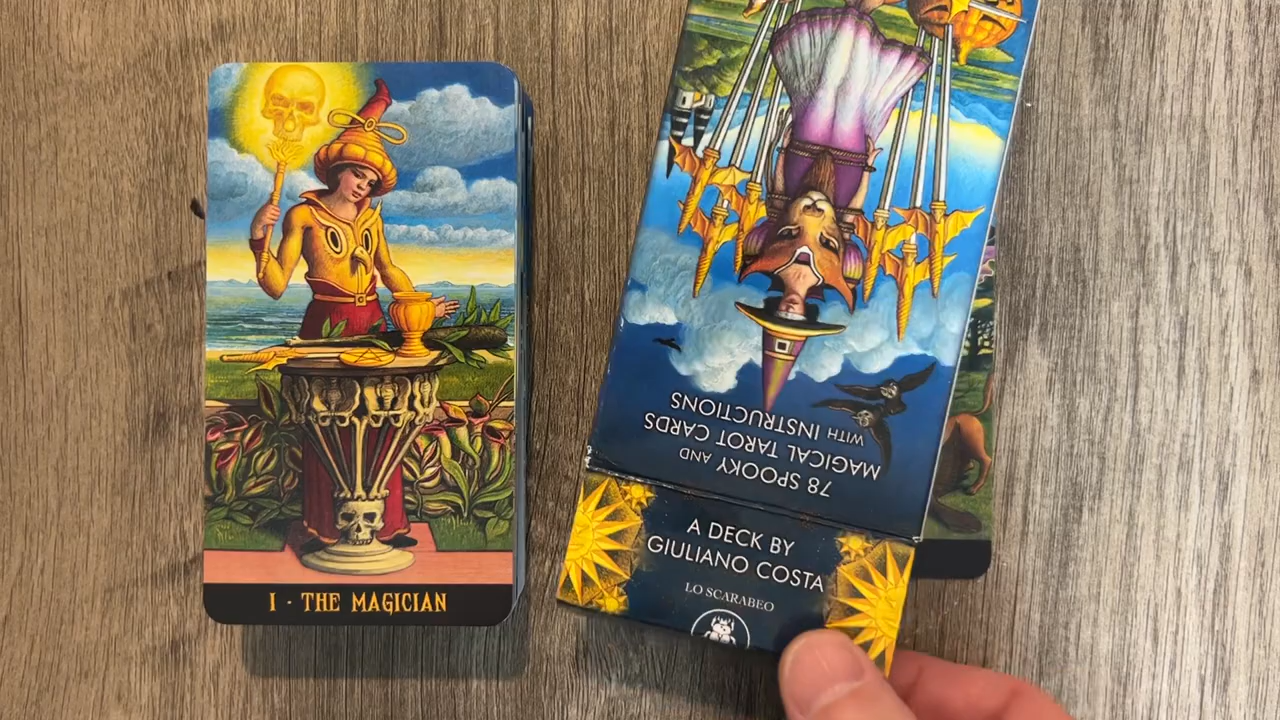 I · THE MAGICIAN
78 SPOOKY AND
MAGICAL TAROT CARDS
WITH INSTRUCTIONS
A DECK BY
GIULIANO COSTA
LO SCARABEO